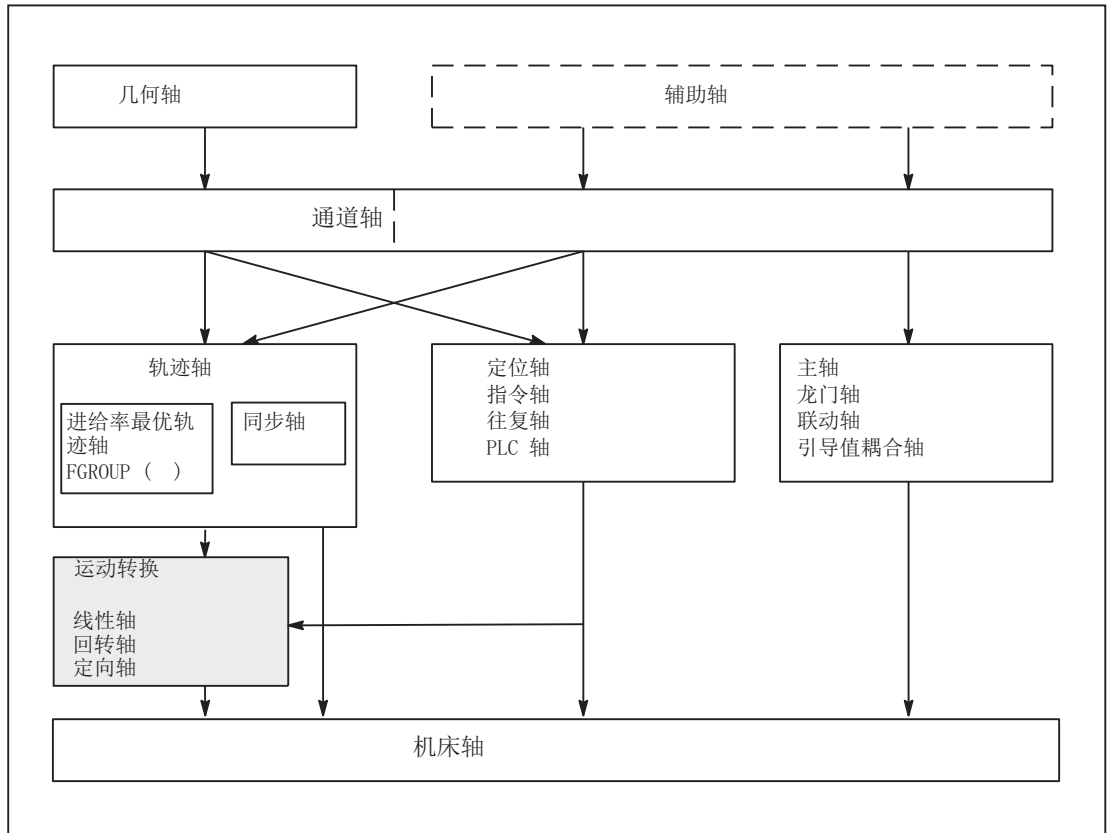 几何轴
辅助轴
通道轴
轨迹轴
进给率最优轨
迹轴
FGROUP ( )
同步轴
定位轴
指令轴
往复轴
PLC 轴
主轴
龙门轴
联动轴
引导值耦合轴
运动转换
线性轴
回转轴
定向轴
机床轴